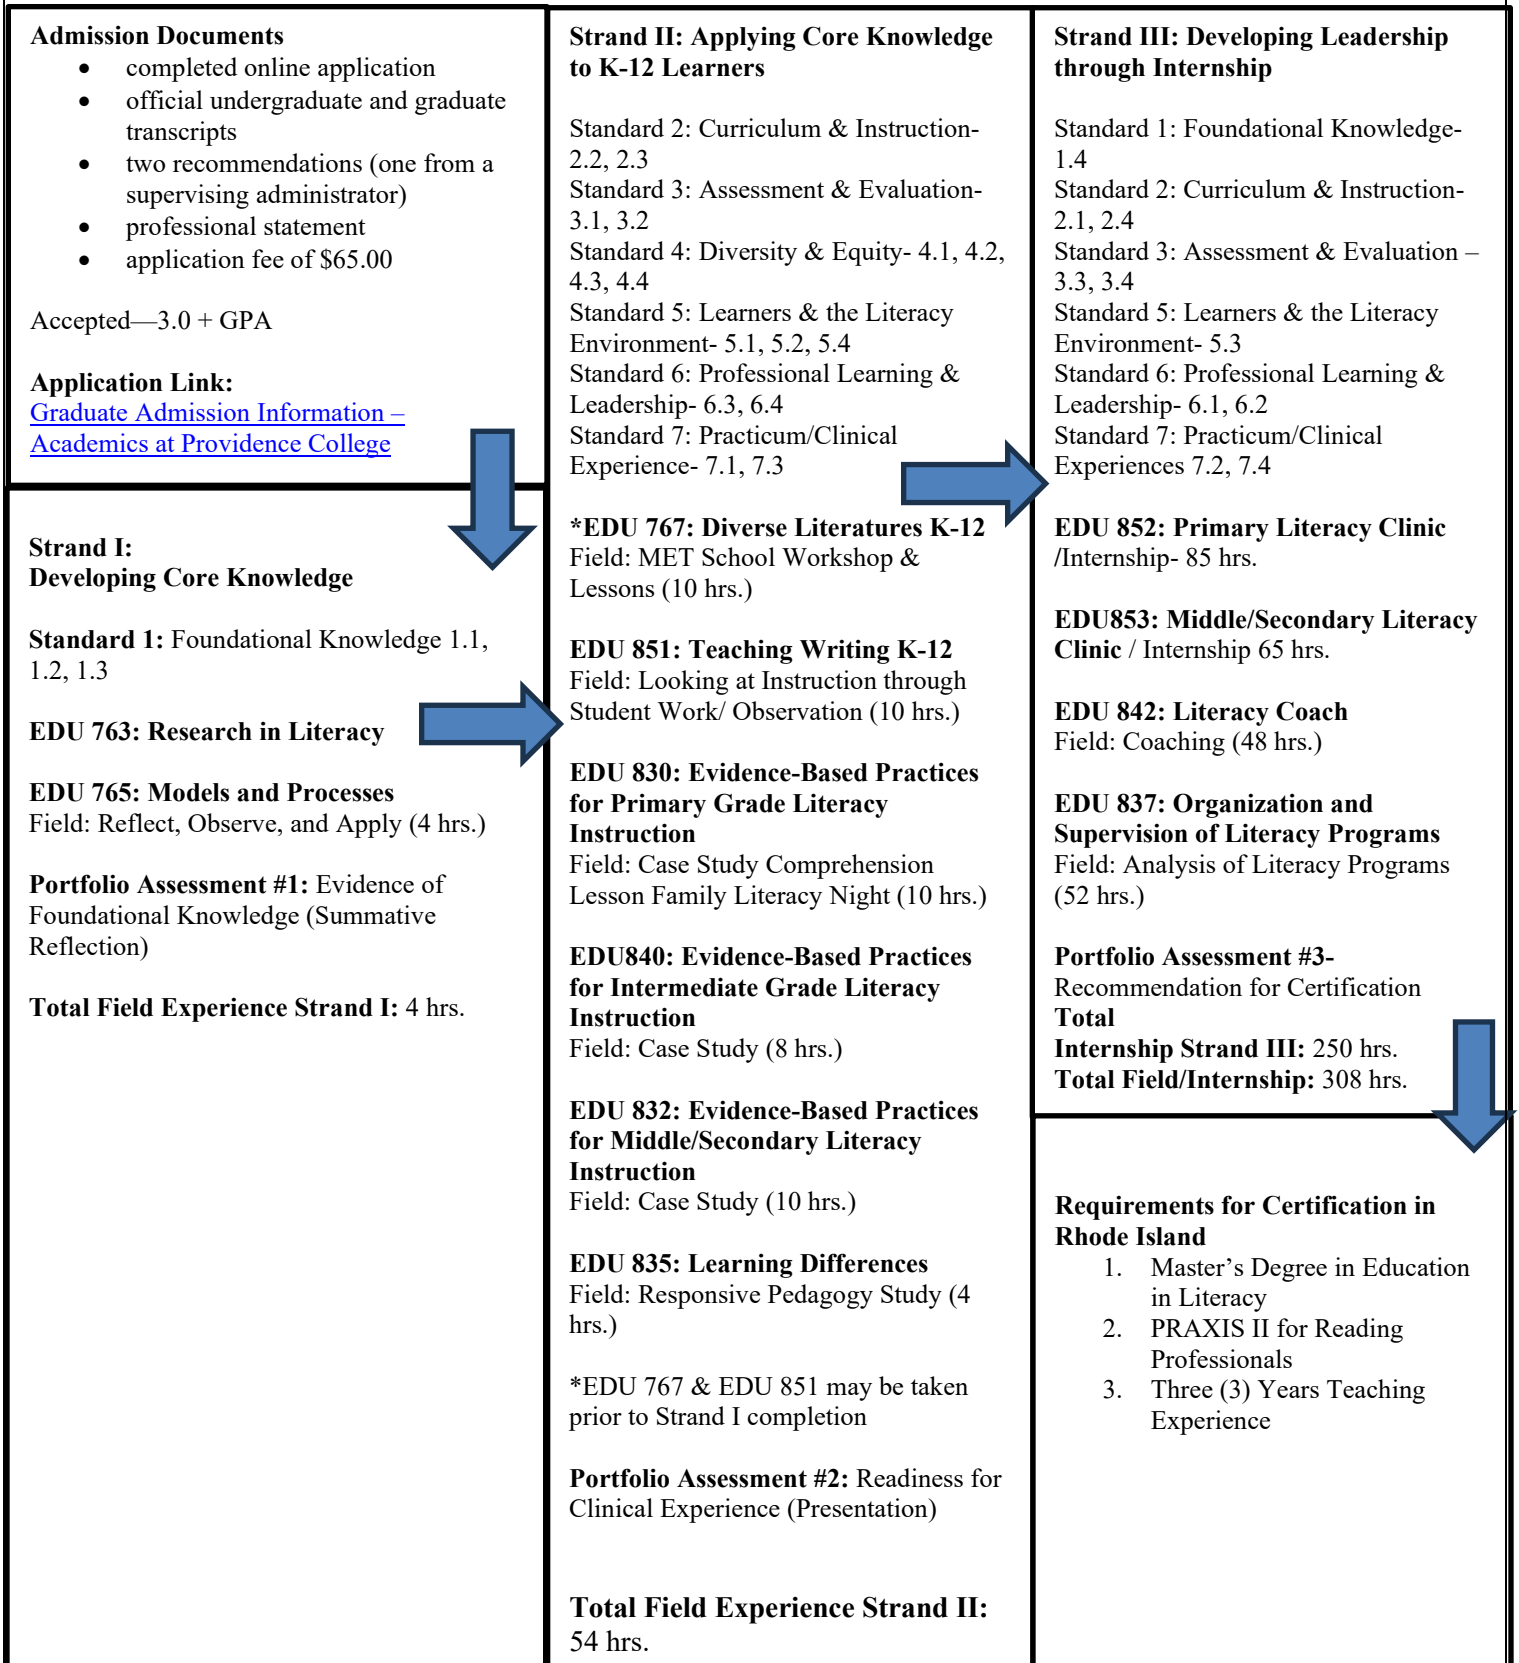 Admission Documents
• completed online application
• official undergraduate and graduate
transcripts
• two recommendations (one from a
supervising administrator)
• professional statement
• application fee of $65.00
Accepted—3.0 + GPA
Application Link:
Graduate Admission Information –
Academics at Providence College
Strand I:
Developing Core Knowledge
Standard 1: Foundational Knowledge 1.1,
1.2, 1.3
EDU 763: Research in Literacy
EDU 765: Models and Processes
Field: Reflect, Observe, and Apply (4 hrs.)
Portfolio Assessment #1: Evidence of
Foundational Knowledge (Summative
Reflection)
Total Field Experience Strand I: 4 hrs.
Strand II: Applying Core Knowledge
to K-12 Learners
Standard 2: Curriculum & Instruction-
2.2, 2.3
Standard 3: Assessment & Evaluation-
3.1, 3.2
Standard 4: Diversity & Equity- 4.1, 4.2,
4.3, 4.4
Standard 5: Learners & the Literacy
Environment- 5.1, 5.2, 5.4
Standard 6: Professional Learning &
Leadership- 6.3, 6.4
Standard 7: Practicum/Clinical
Experience- 7.1, 7.3
*EDU 767: Diverse Literatures K-12
Field: MET School Workshop &
Lessons (10 hrs.)
EDU 851: Teaching Writing K-12
Field: Looking at Instruction through
Student Work/ Observation (10 hrs.)
EDU 830: Evidence-Based Practices
for Primary Grade Literacy
Instruction
Field: Case Study Comprehension
Lesson Family Literacy Night (10 hrs.)
EDU840: Evidence-Based Practices
for Intermediate Grade Literacy
Instruction
Field: Case Study (8 hrs.)
EDU 832: Evidence-Based Practices
for Middle/Secondary Literacy
Instruction
Field: Case Study (10 hrs.)
EDU 835: Learning Differences
Field: Responsive Pedagogy Study (4
hrs.)
*EDU 767 & EDU 851 may be taken
prior to Strand I completion
Portfolio Assessment #2: Readiness for
Clinical Experience (Presentation)
Total Field Experience Strand II:
54 hrs.
Strand III: Developing Leadership
through Internship
Standard 1: Foundational Knowledge-
1.4
Standard 2: Curriculum & Instruction-
2.1, 2.4
Standard 3: Assessment & Evaluation –
3.3, 3.4
Standard 5: Learners & the Literacy
Environment- 5.3
Standard 6: Professional Learning &
Leadership- 6.1, 6.2
Standard 7: Practicum/Clinical
Experiences 7.2, 7.4
EDU 852: Primary Literacy Clinic
/Internship- 85 hrs.
EDU853: Middle/Secondary Literacy
Clinic / Internship 65 hrs.
EDU 842: Literacy Coach
Field: Coaching (48 hrs.)
EDU 837: Organization and
Supervision of Literacy Programs
Field: Analysis of Literacy Programs
(52 hrs.)
Portfolio Assessment #3-
Recommendation for Certification
Total
Internship Strand III: 250 hrs.
Total Field/Internship: 308 hrs.
Requirements for Certification in
Rhode Island
1. Master’s Degree in Education
in Literacy
2. PRAXIS II for Reading
Professionals
3. Three (3) Years Teaching
Experience